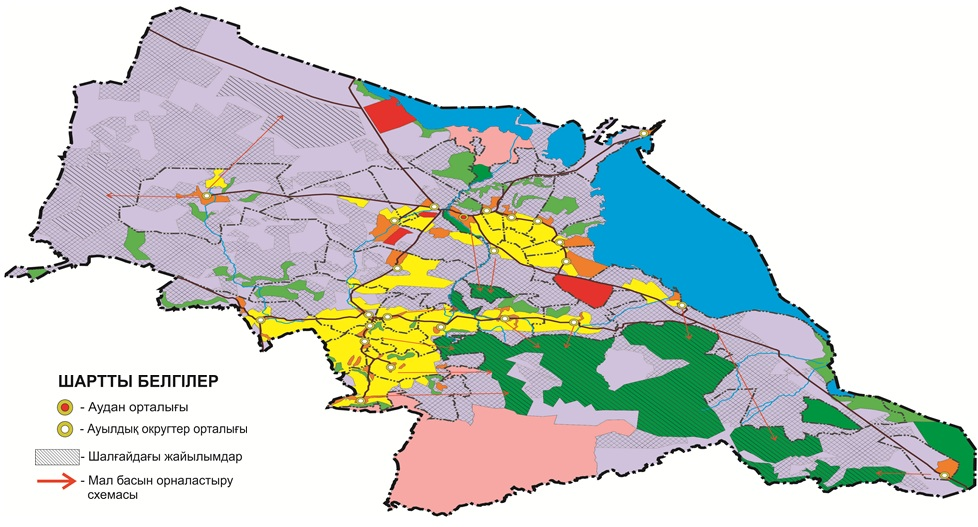 ШАРТТЫ БЕЛГІЛЕР
- Аудан орталығы
- Ауылдық округтер орталығы
- Шалғайдағы жайылымдар
- Мал басын орналастыру
схемасы